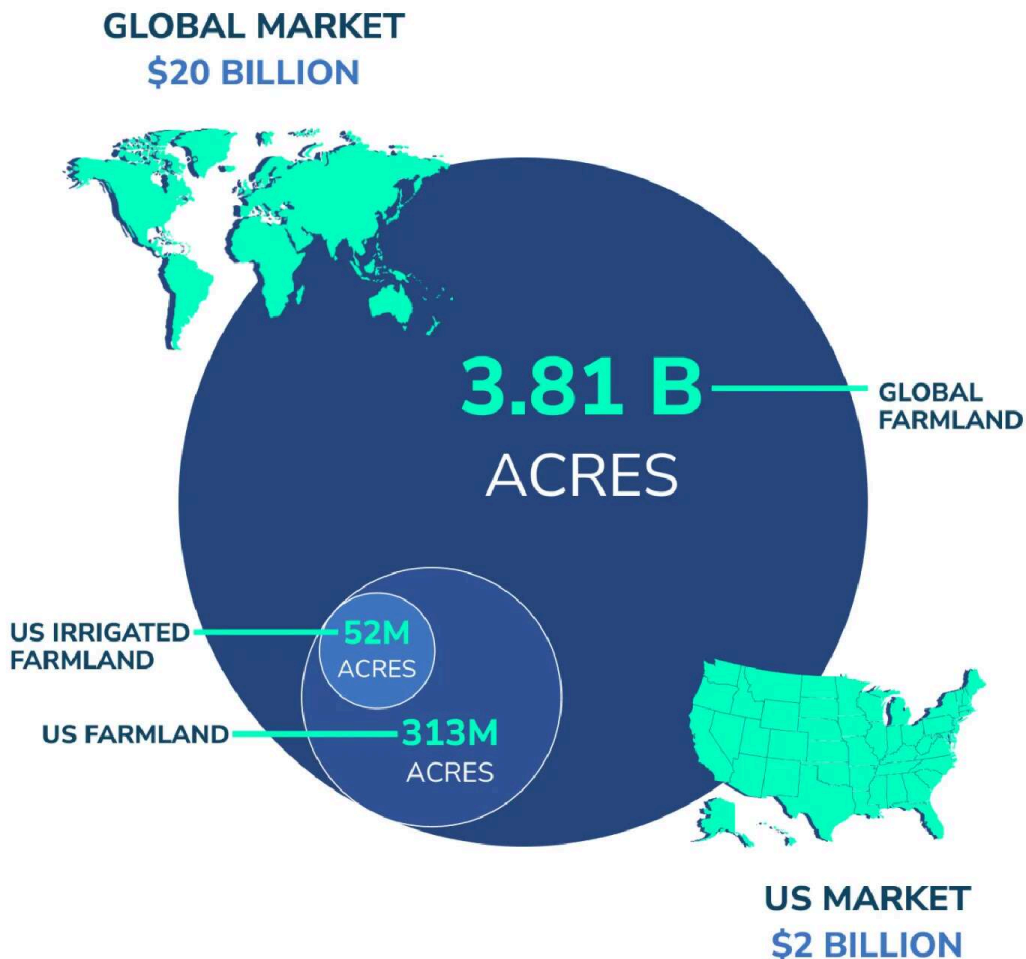 GLOBAL MARKET
$20 BILLION
3.81 B
ACRES
GLOBAL
FARMLAND
US IRRIGATED
FARMLAND
52M
ACRES
US FARMLAND
313M
ACRES
US MARKET
$2 BILLION